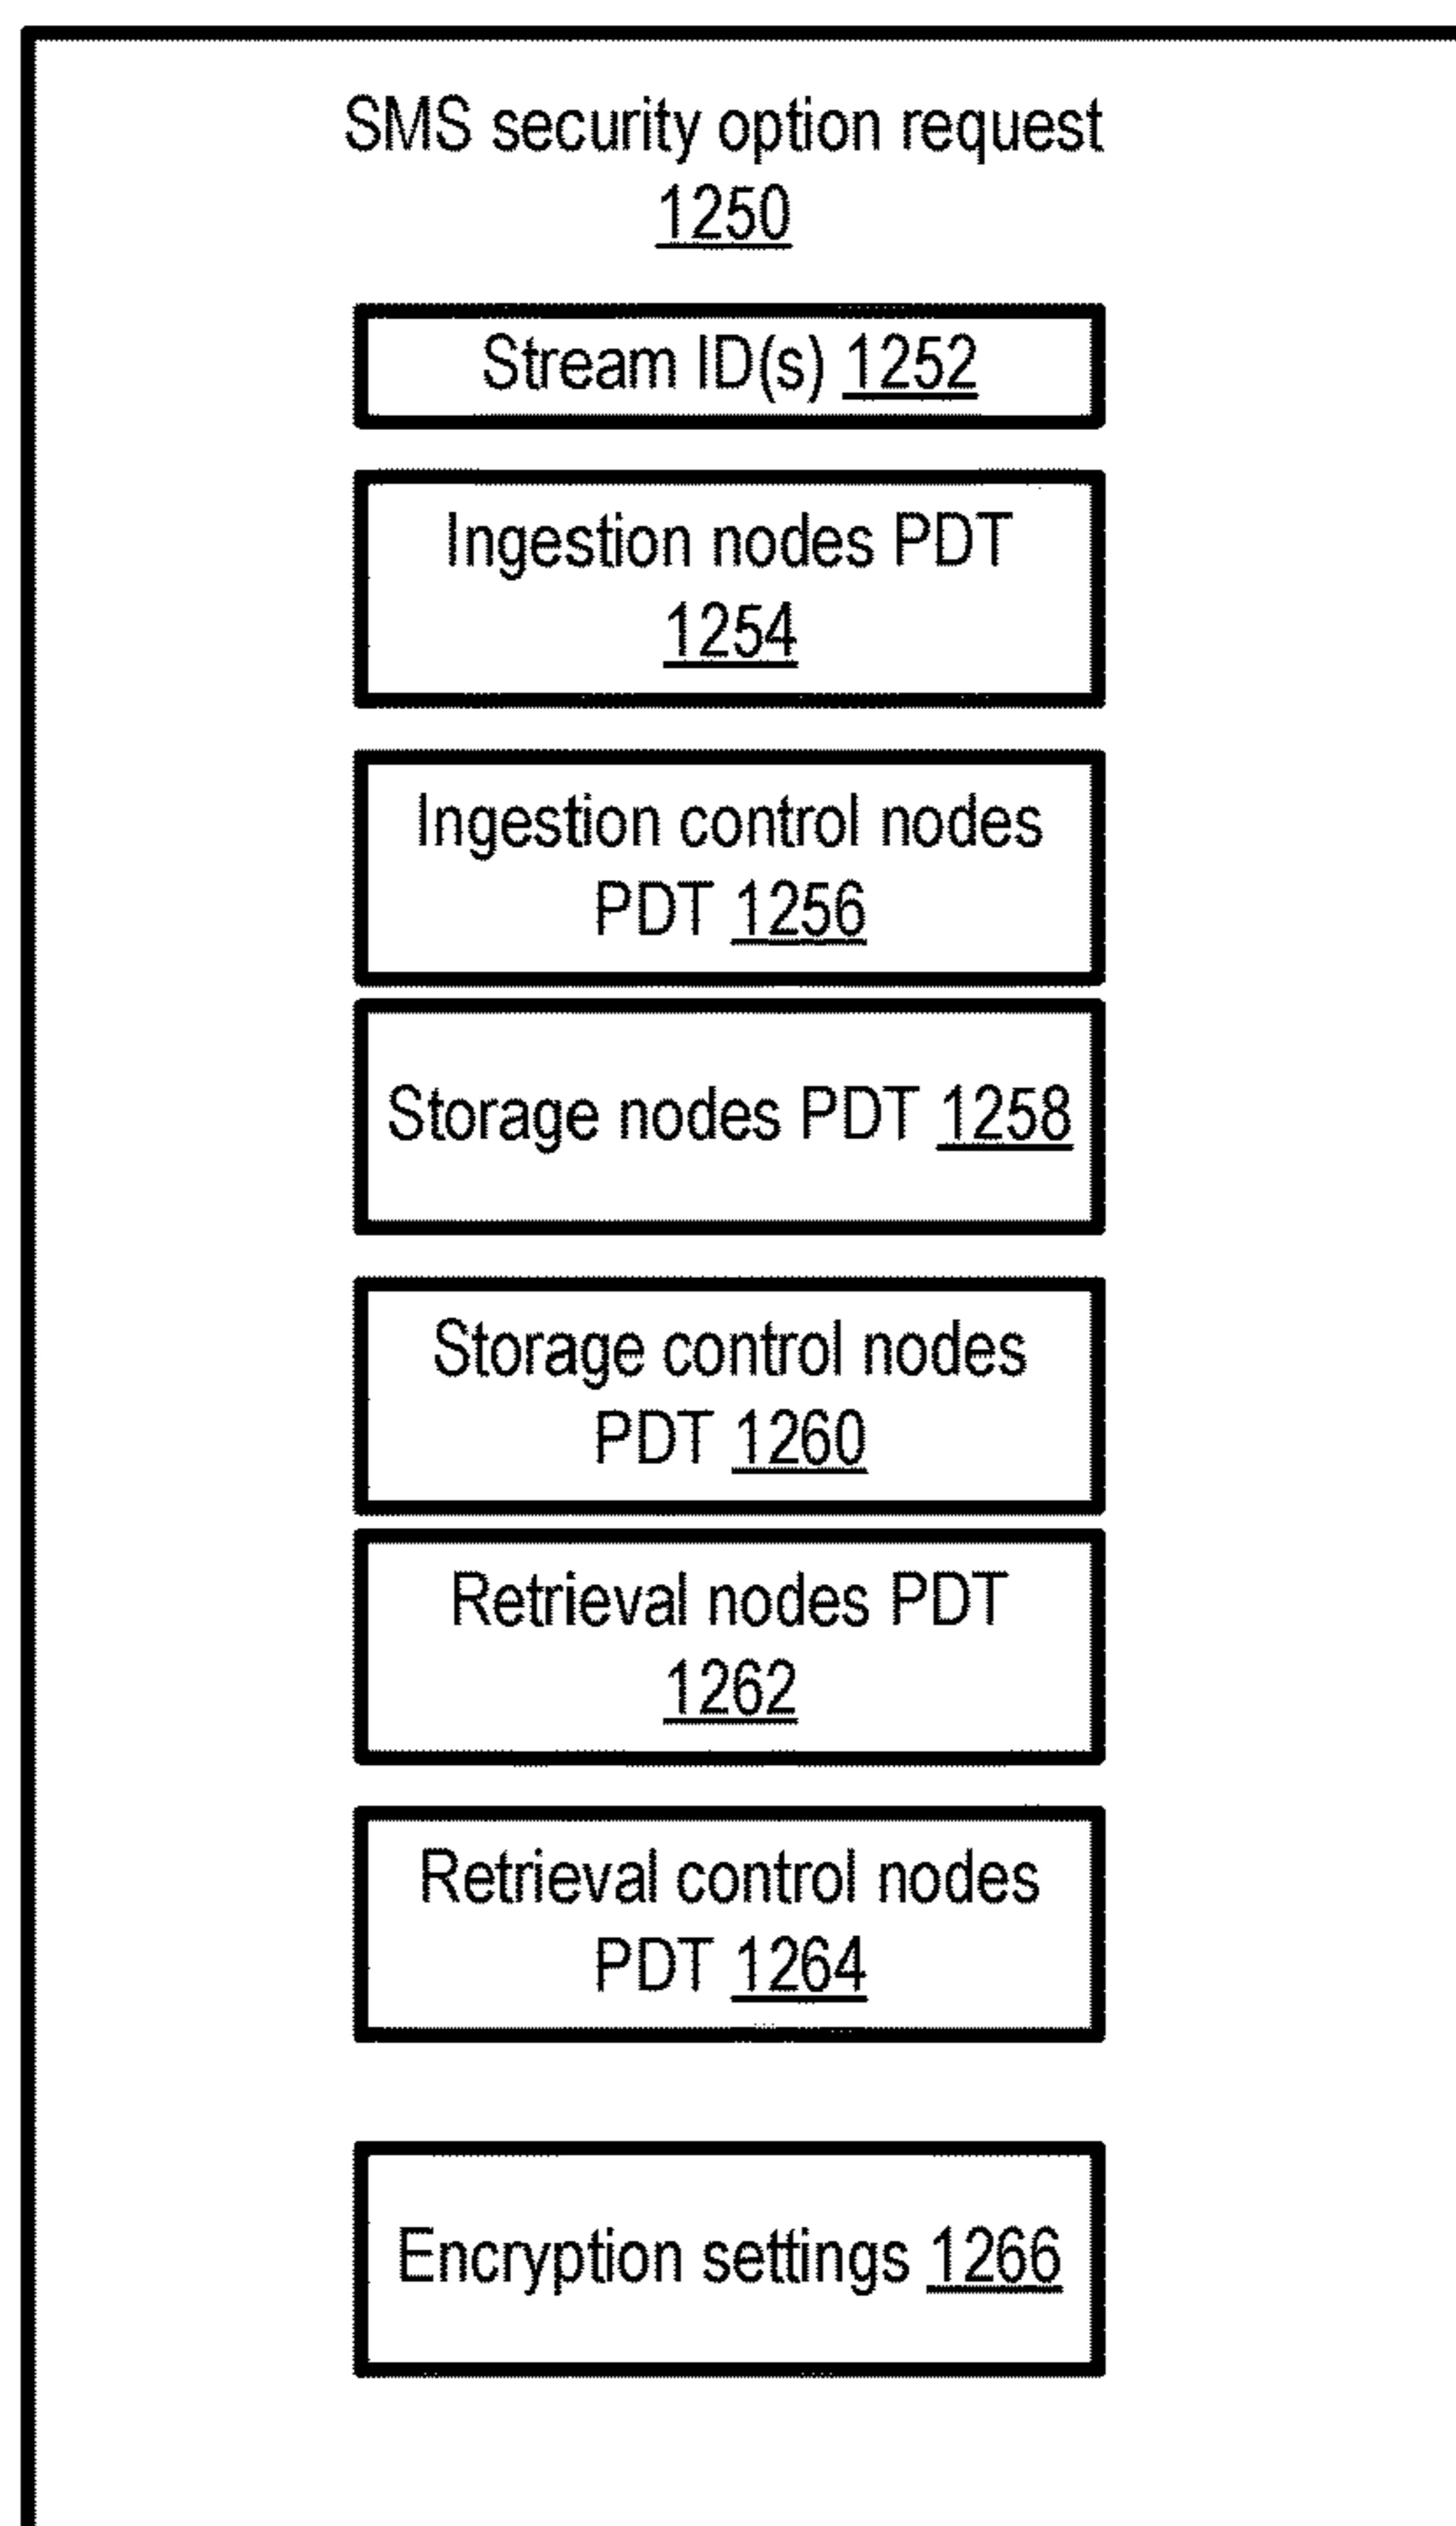 SMS security option request
1250
Stream ID(s) 1252
Ingestion nodes PDT
1254
Ingestion control nodes
PDT 1256
Storage nodes PDT 1258
Storage control nodes
PDT 1260
Retrieval nodes PDT
1262
Retrieval control nodes
PDT 1264
Encryption settings 1266